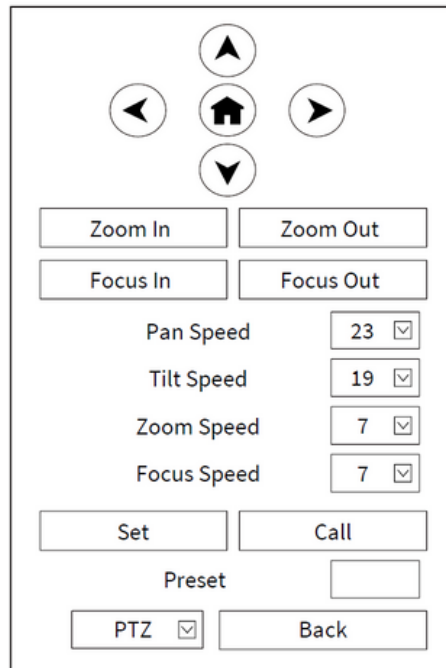 Zoom In Zoom Out
Focus In Focus Out
Pan Speed 23
Tilt Speed 19
Zoom Speed 7
Focus Speed 7
Set Call
Preset
PTZ Back